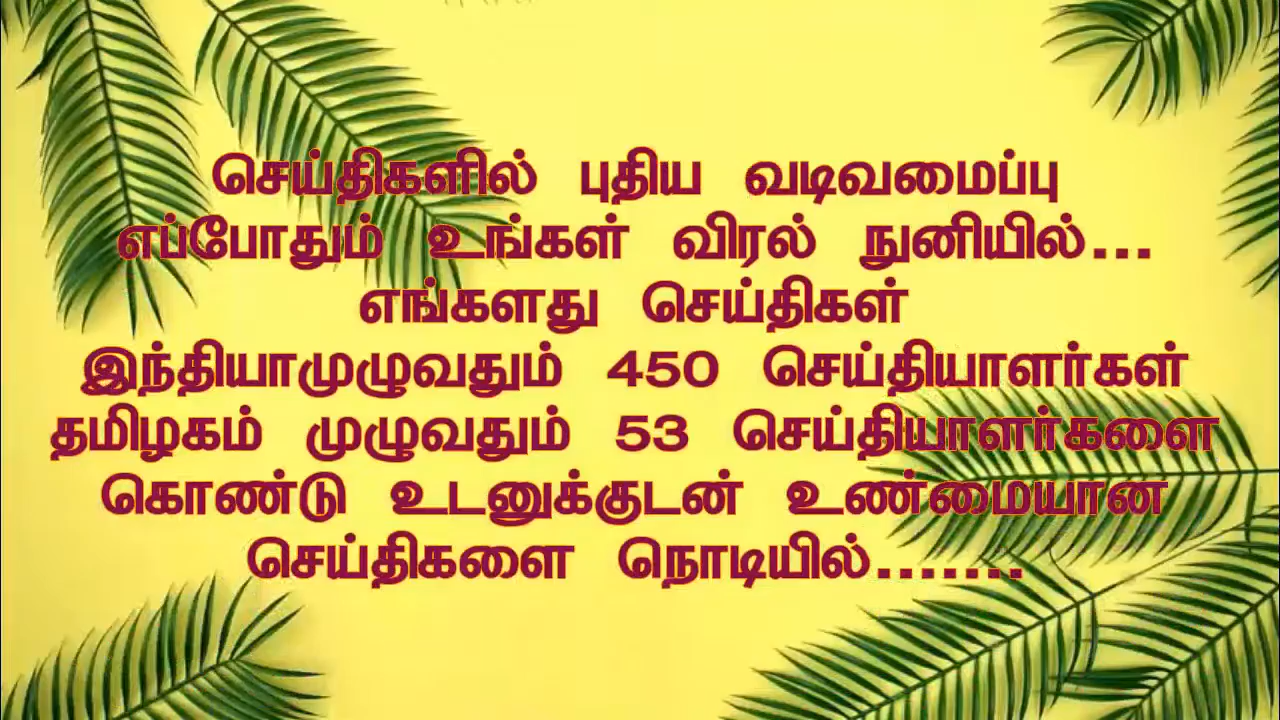 செய்திகளில் புதிய வடிவமைப்பு
எப்போதும் உங்கள் விரல் நுனியில்...
எங்களது செய்திகள்
இந்தியாமுழுவதும் 450 செய்தியாளர்கள்
தமிழகம் முழுவதும் 53 செய்தியாளர்களை
கொண்டு உடனுக்குடன் உண்மையான
செய்திகளை நொடியில்.......